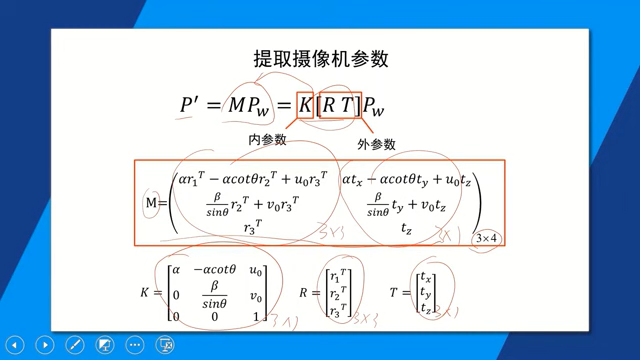 提取摄像机参数
P′ = MP_w = K[R T]P_w
内参数 外参数
M= αr₁ᵀ − αcotθr₂ᵀ + u₀r₃ᵀ αt_x − αcotθt_y + u₀t_z
β/sinθ r₂ᵀ + v₀r₃ᵀ β/sinθ t_y + v₀t_z
r₃ᵀ t_z
3×3 3×1 3×4
K = [α −αcotθ u₀; 0 β/sinθ v₀; 0 0 1] R = [r₁ᵀ; r₂ᵀ; r₃ᵀ] T = [t_x; t_y; t_z]
3×3 3×1